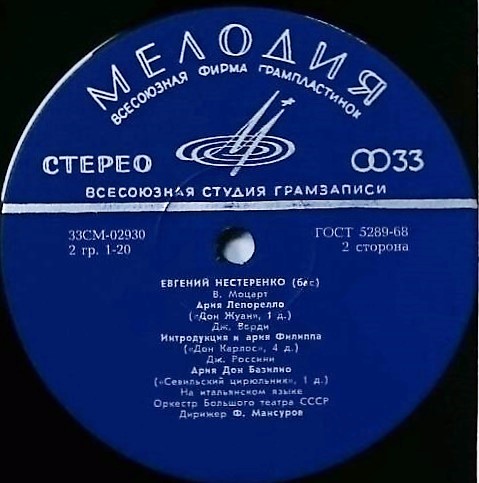 МЕЛОДИЯ
ВСЕСОЮЗНАЯ ФИРМА ГРАМПЛАСТИНОК
СТЕРЕО
33
ВСЕСОЮЗНАЯ СТУДИЯ ГРАМЗАПИСИ
33СМ-02930
2 гр. 1-20
ГОСТ 5289-68
2 сторона
ЕВГЕНИЙ НЕСТЕРЕНКО (бас)
В. Моцарт
Ария Лепорелло
(«Дон Жуан», 1 д.)
Дж. Верди
Интродукция и ария Филиппа
(«Дон Карлос», 4 д.)
Дж. Россини
Ария Дон Базилио
(«Севильский цирюльник», 1 д.)
На итальянском языке
Оркестр Большого театра СССР
Дирижер Ф. Мансуров